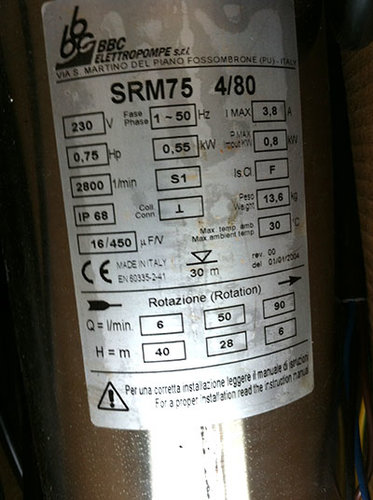 bbc BBC
ELETTROPOMPE s.r.l.
VIA S. MARTINO DEL PIANO FOSSOMBRONE (PU) - ITALY
SRM75 4/80
230 V Fase Phase 1 ~ 50 Hz I MAX 3,8 A
0,75 Hp 0,55 kW P.MAX Input KW 0,8 kW
2800 1/min S1 Is.Cl F
IP 68 Coll Conn ⊥ Peso Weight 13,6 kg
16/450 µF/V Max temp amb Max ambient temp 30 °C
CE MADE IN ITALY EN 60335-2-41 30 m rev. 00 del 01/01/2004
Rotazione (Rotation)
Q = l/min. 6 50 90
H = m 40 28 6
Per una corretta installazione leggere il manuale di istruzioni
For a proper installation read the instruction manual